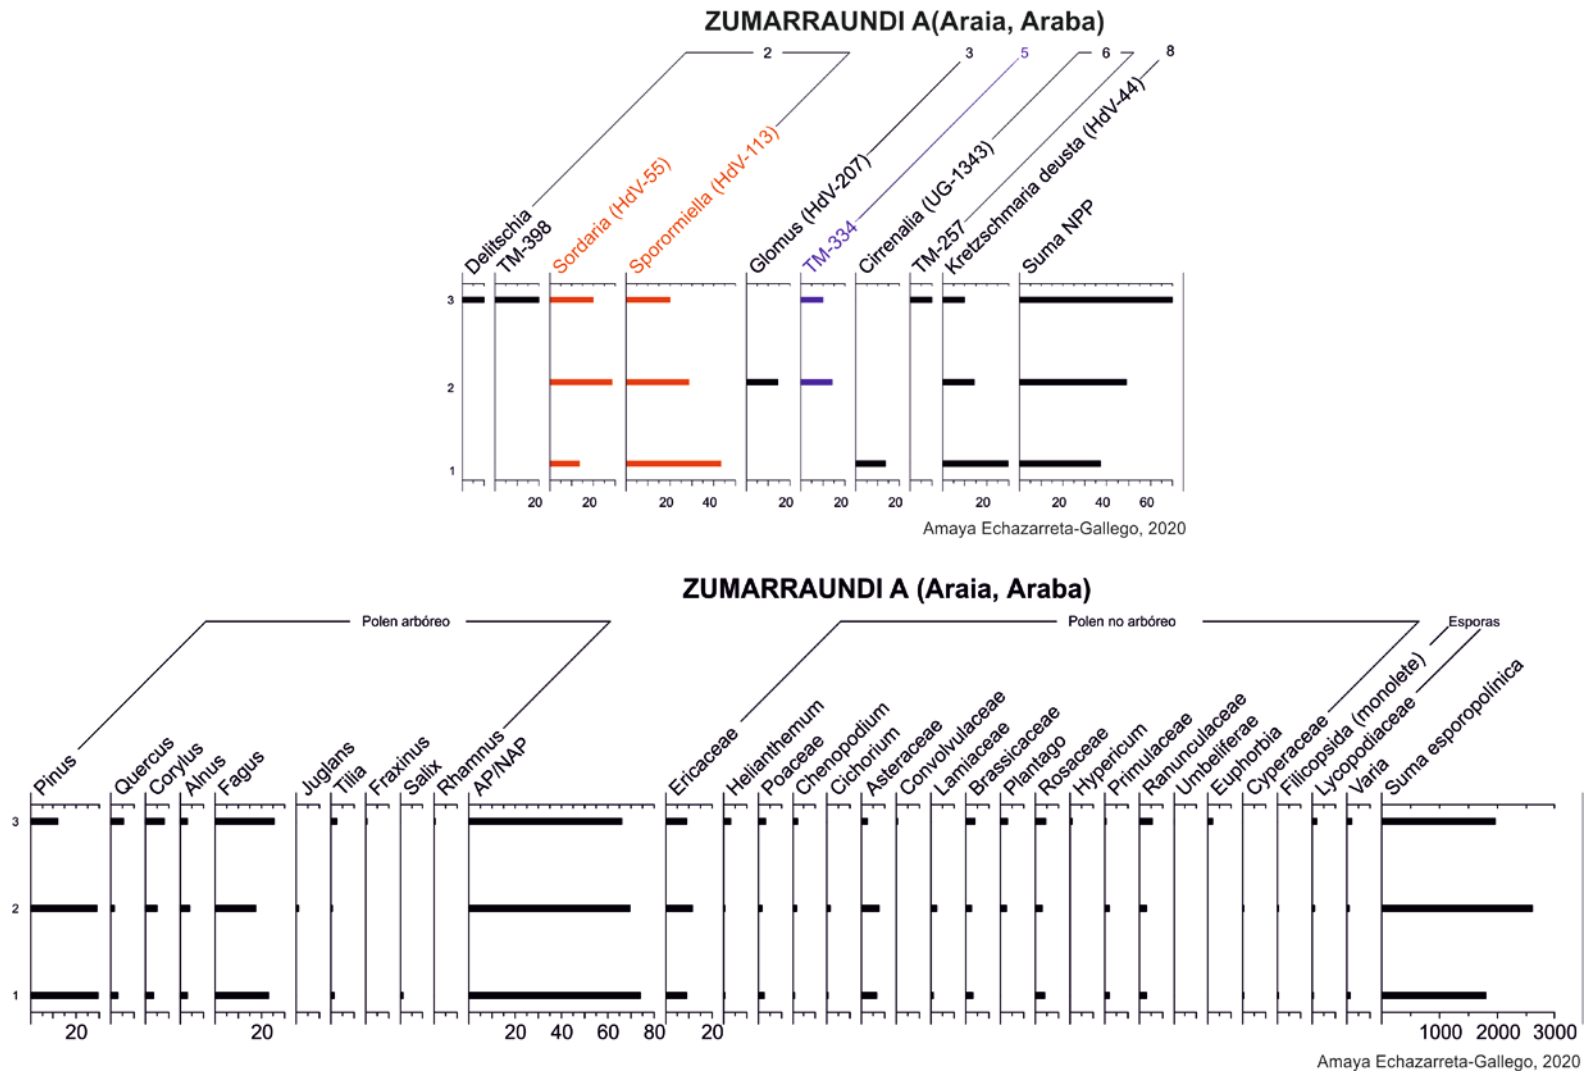 ZUMARRAUNDI A(Araia, Araba)
2
3
5
6
8
Delitschia
TM-398
Sordaria (HdV-55)
Sporormiella (HdV-113)
Glomus (HdV-207)
TM-334
Cirrenalia (UG-1343)
TM-257
Kretzschmaria deusta (HdV-44)
Suma NPP
3
2
1
20 20 20 40 20 20 20 20 20 40 60
Amaya Echazarreta-Gallego, 2020
ZUMARRAUNDI A (Araia, Araba)
Polen arbóreo
Polen no arbóreo
Esporas
Pinus
Quercus
Corylus
Alnus
Fagus
Juglans
Tilia
Fraxinus
Salix
Rhamnus
AP/NAP
Ericaceae
Helianthemum
Poaceae
Chenopodium
Cichorium
Asteraceae
Convolvulaceae
Lamiaceae
Brassicaceae
Plantago
Rosaceae
Hypericum
Primulaceae
Ranunculaceae
Umbeliferae
Euphorbia
Cyperaceae
Filicopsida (monolete)
Lycopodiaceae
Varia
Suma esporopolínica
3
2
1
20 20 20 40 60 80 20 1000 2000 3000
Amaya Echazarreta-Gallego, 2020